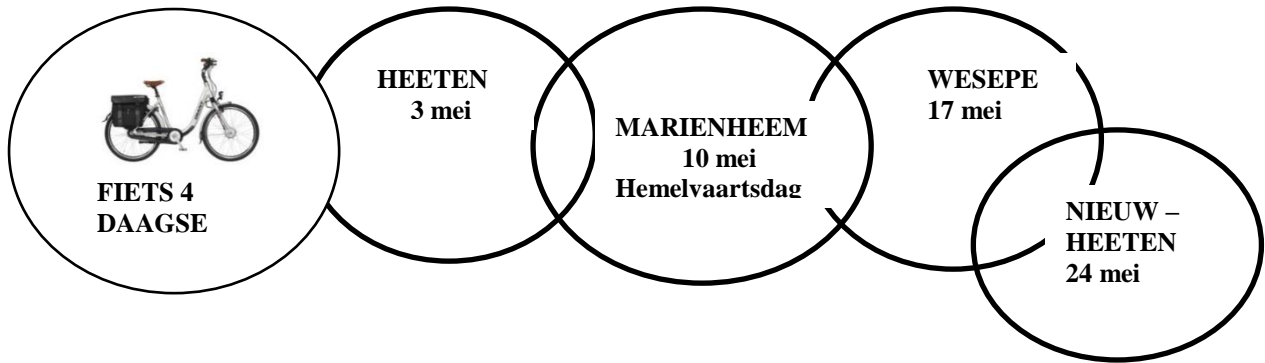 FIETS 4
DAAGSE
HEETEN
3 mei
MARIENHEEM
10 mei
Hemelvaartsdag
WESEPE
17 mei
NIEUW –
HEETEN
24 mei